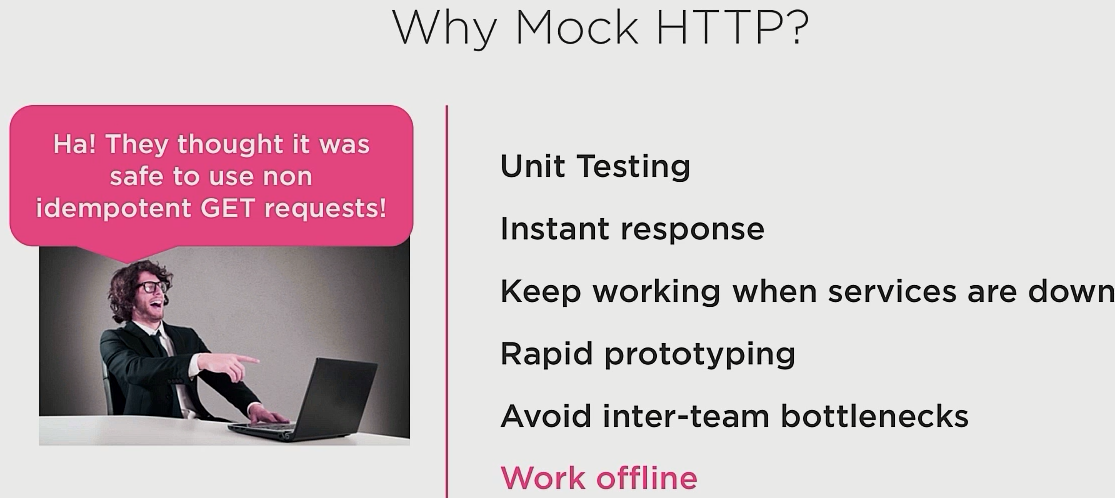 Why Mock HTTP?
Ha! They thought it was
safe to use non
idempotent GET requests!
Unit Testing
Instant response
Keep working when services are down
Rapid prototyping
Avoid inter-team bottlenecks
Work offline